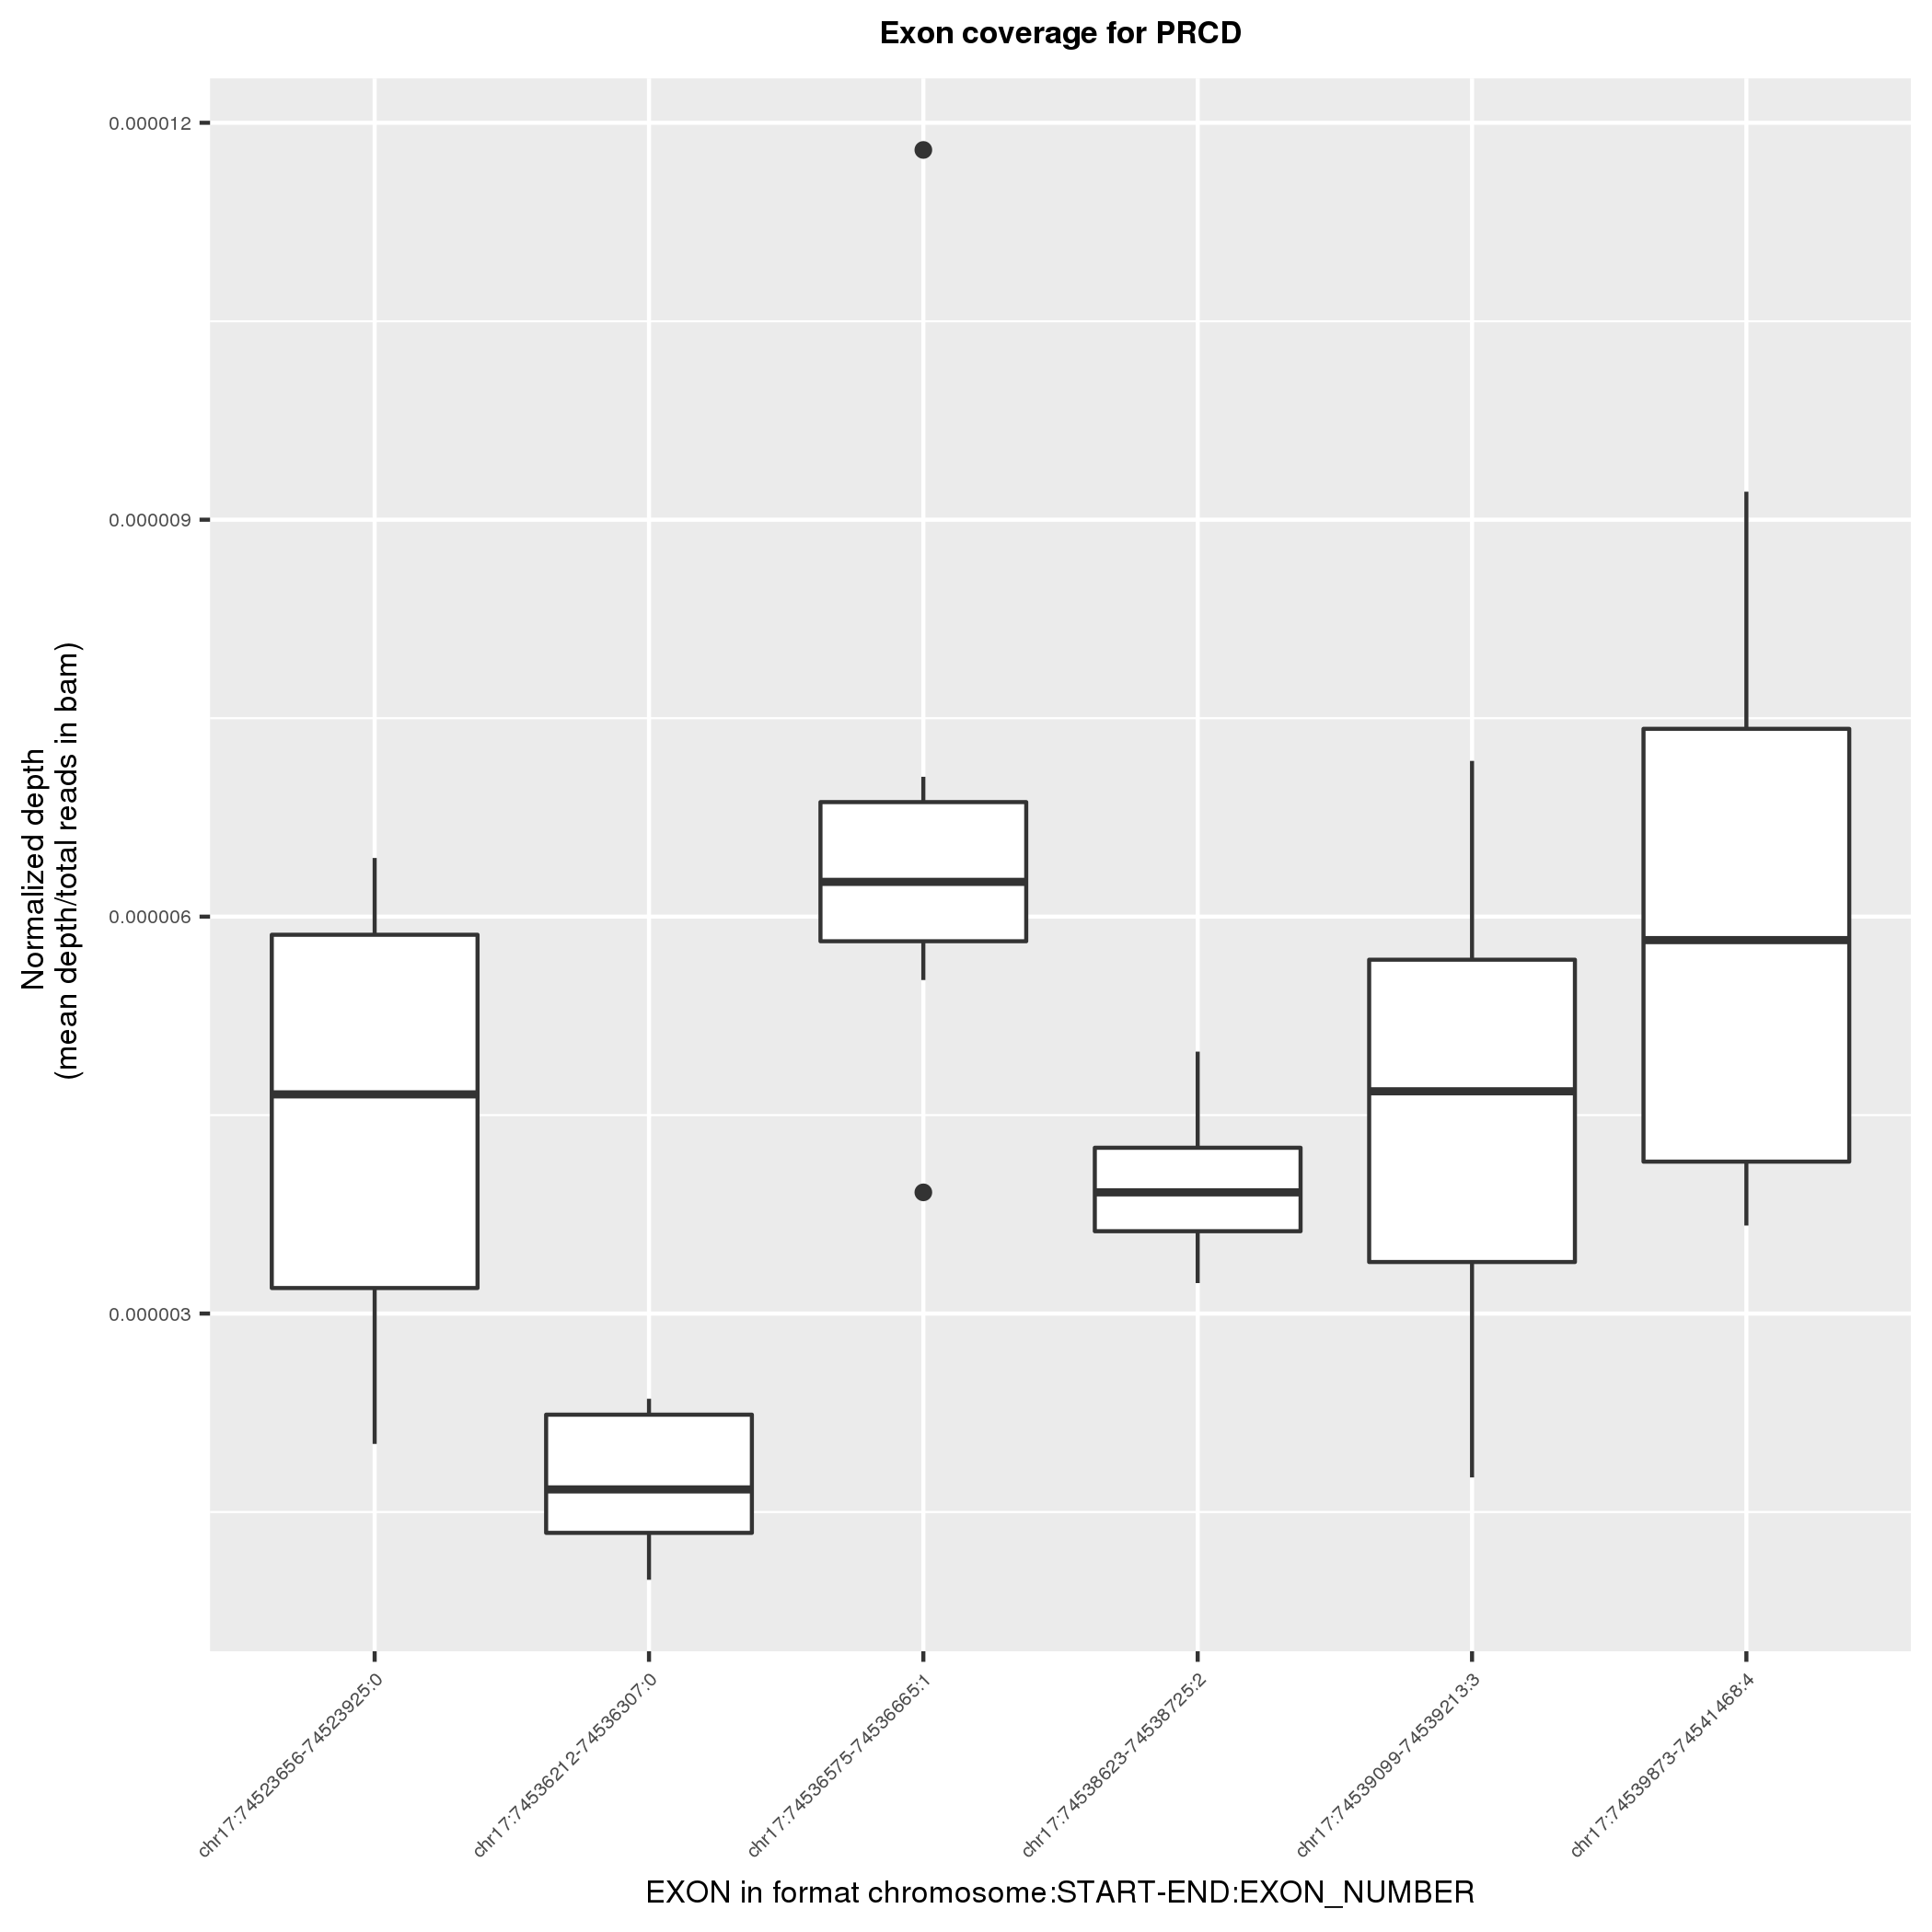 Exon coverage for PRCD
0.000012
0.000009
0.000006
0.000003
Normalized depth
(mean depth/total reads in bam)
chr17:74523656-74523925:0
chr17:74536212-74536307:0
chr17:74536575-74536665:1
chr17:74538623-74538725:2
chr17:74539099-74539213:3
chr17:74539873-74541468:4
EXON in format chromosome:START-END:EXON_NUMBER